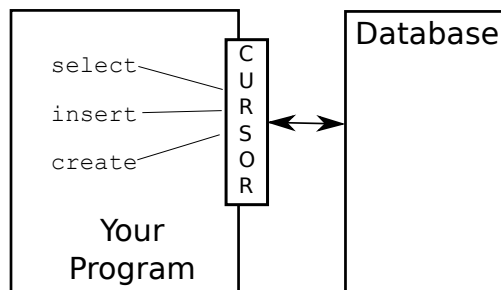 select
insert
create
Your
Program
C
U
R
S
O
R
Database